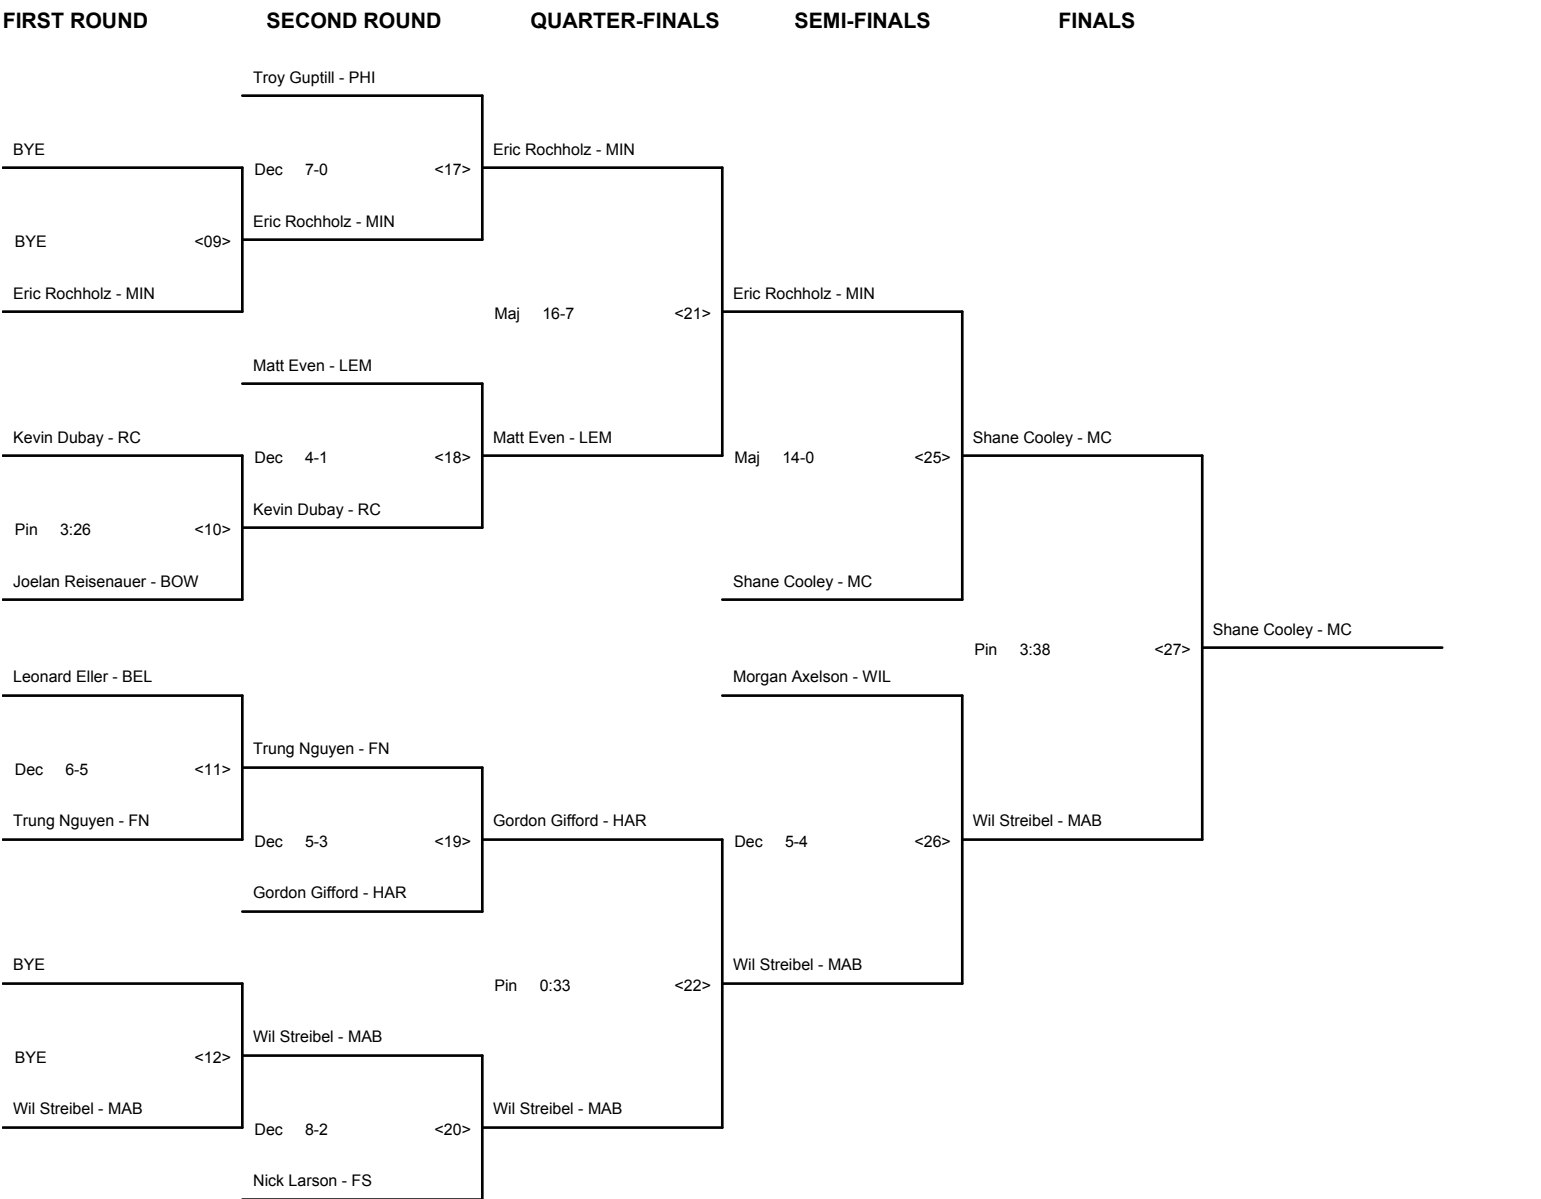 FIRST ROUND SECOND ROUND QUARTER-FINALS SEMI-FINALS FINALS
Troy Guptill - PHI
BYE Eric Rochholz - MIN
Dec 7-0 <17>
Eric Rochholz - MIN
BYE <09>
Eric Rochholz - MIN Eric Rochholz - MIN
Maj 16-7 <21>
Matt Even - LEM
Kevin Dubay - RC Matt Even - LEM Shane Cooley - MC
Dec 4-1 <18> Maj 14-0 <25>
Kevin Dubay - RC
Pin 3:26 <10>
Joelan Reisenauer - BOW Shane Cooley - MC
Shane Cooley - MC
Pin 3:38 <27>
Leonard Eller - BEL Morgan Axelson - WIL
Trung Nguyen - FN
Dec 6-5 <11>
Trung Nguyen - FN Gordon Gifford - HAR Wil Streibel - MAB
Dec 5-3 <19> Dec 5-4 <26>
Gordon Gifford - HAR
BYE Wil Streibel - MAB
Pin 0:33 <22>
Wil Streibel - MAB
BYE <12>
Wil Streibel - MAB Wil Streibel - MAB
Dec 8-2 <20>
Nick Larson - FS